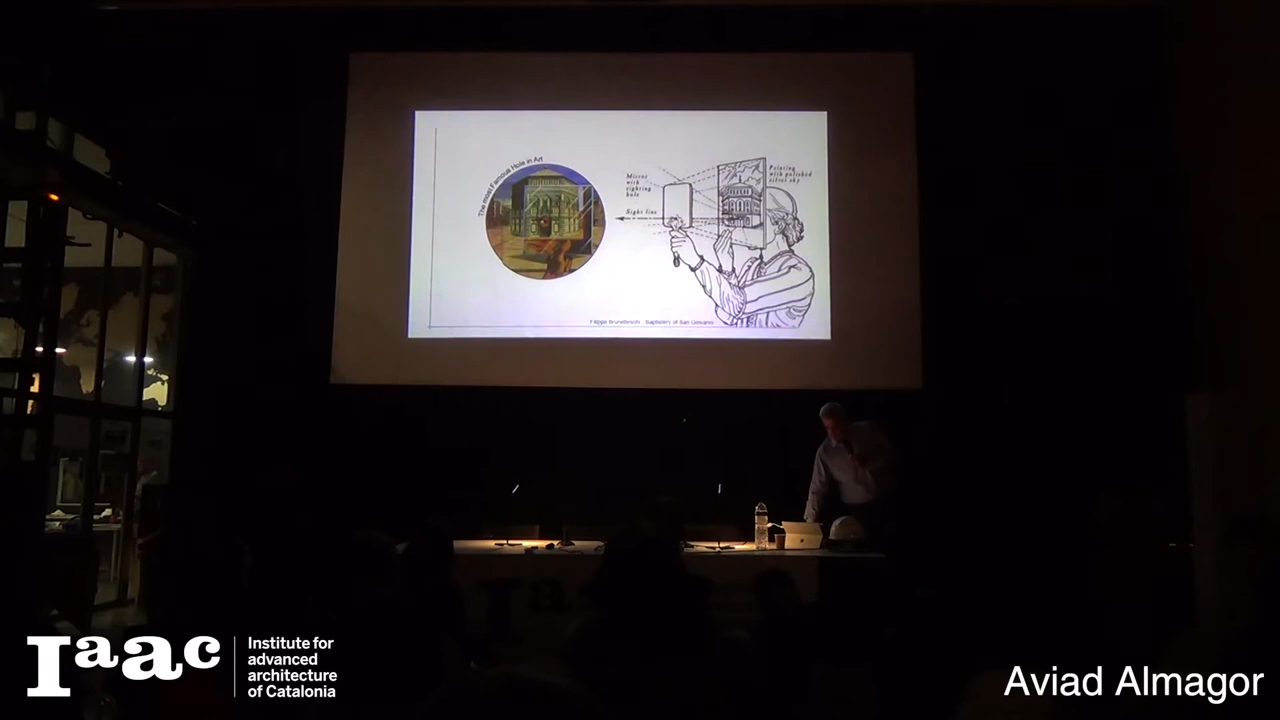 The most Famous Hole in Art
Mirror
with
sighting
hole
Sight line
Painting
with polished
silver sky
Filippo Brunelleschi - Baptistery of San Giovanni
Iaac
Iaac
Institute for
advanced
architecture
of Catalonia
Aviad Almagor